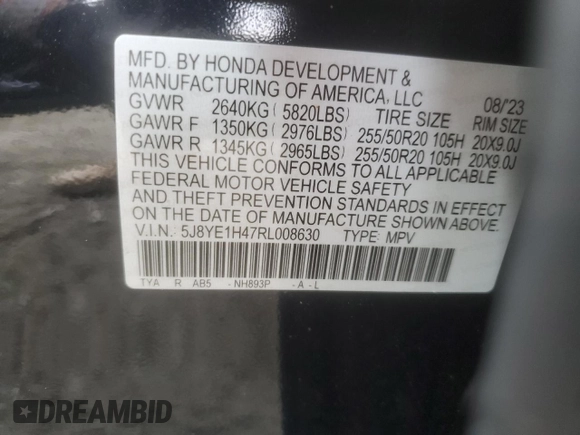 MFD. BY HONDA DEVELOPMENT &
MANUFACTURING OF AMERICA, LLC 08/'23
GVWR 2640KG ( 5820LBS) TIRE SIZE RIM SIZE
GAWR F 1350KG ( 2976LBS) 255/50R20 105H 20X9.0J
GAWR R 1345KG ( 2965LBS) 255/50R20 105H 20X9.0J
THIS VEHICLE CONFORMS TO ALL APPLICABLE
FEDERAL MOTOR VEHICLE SAFETY
AND THEFT PREVENTION STANDARDS IN EFFECT
ON THE DATE OF MANUFACTURE SHOWN ABOVE.
V.I.N.: 5J8YE1H47RL008630 TYPE: MPV
TYA R AB5 - NH893P - A - L
DREAMBID